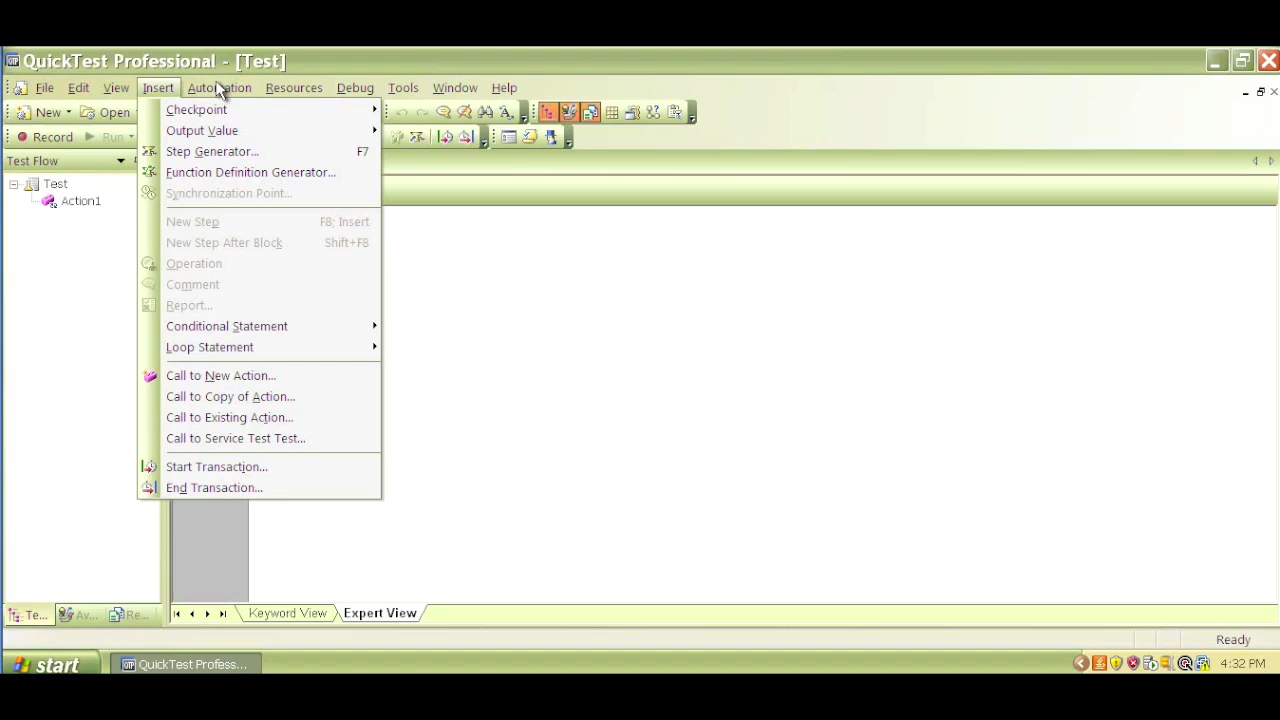 QuickTest Professional - [Test]
File Edit View Insert Automation Resources Debug Tools Window Help
New Open
Record Run
Test Flow
Test
Action1
Checkpoint
Output Value
Step Generator... F7
Function Definition Generator...
Synchronization Point...
New Step F8; Insert
New Step After Block Shift+F8
Operation
Comment
Report...
Conditional Statement
Loop Statement
Call to New Action...
Call to Copy of Action...
Call to Existing Action...
Call to Service Test Test...
Start Transaction...
End Transaction...
Te... Av... Re... Keyword View Expert View
Ready
start QuickTest Profess... 4:32 PM